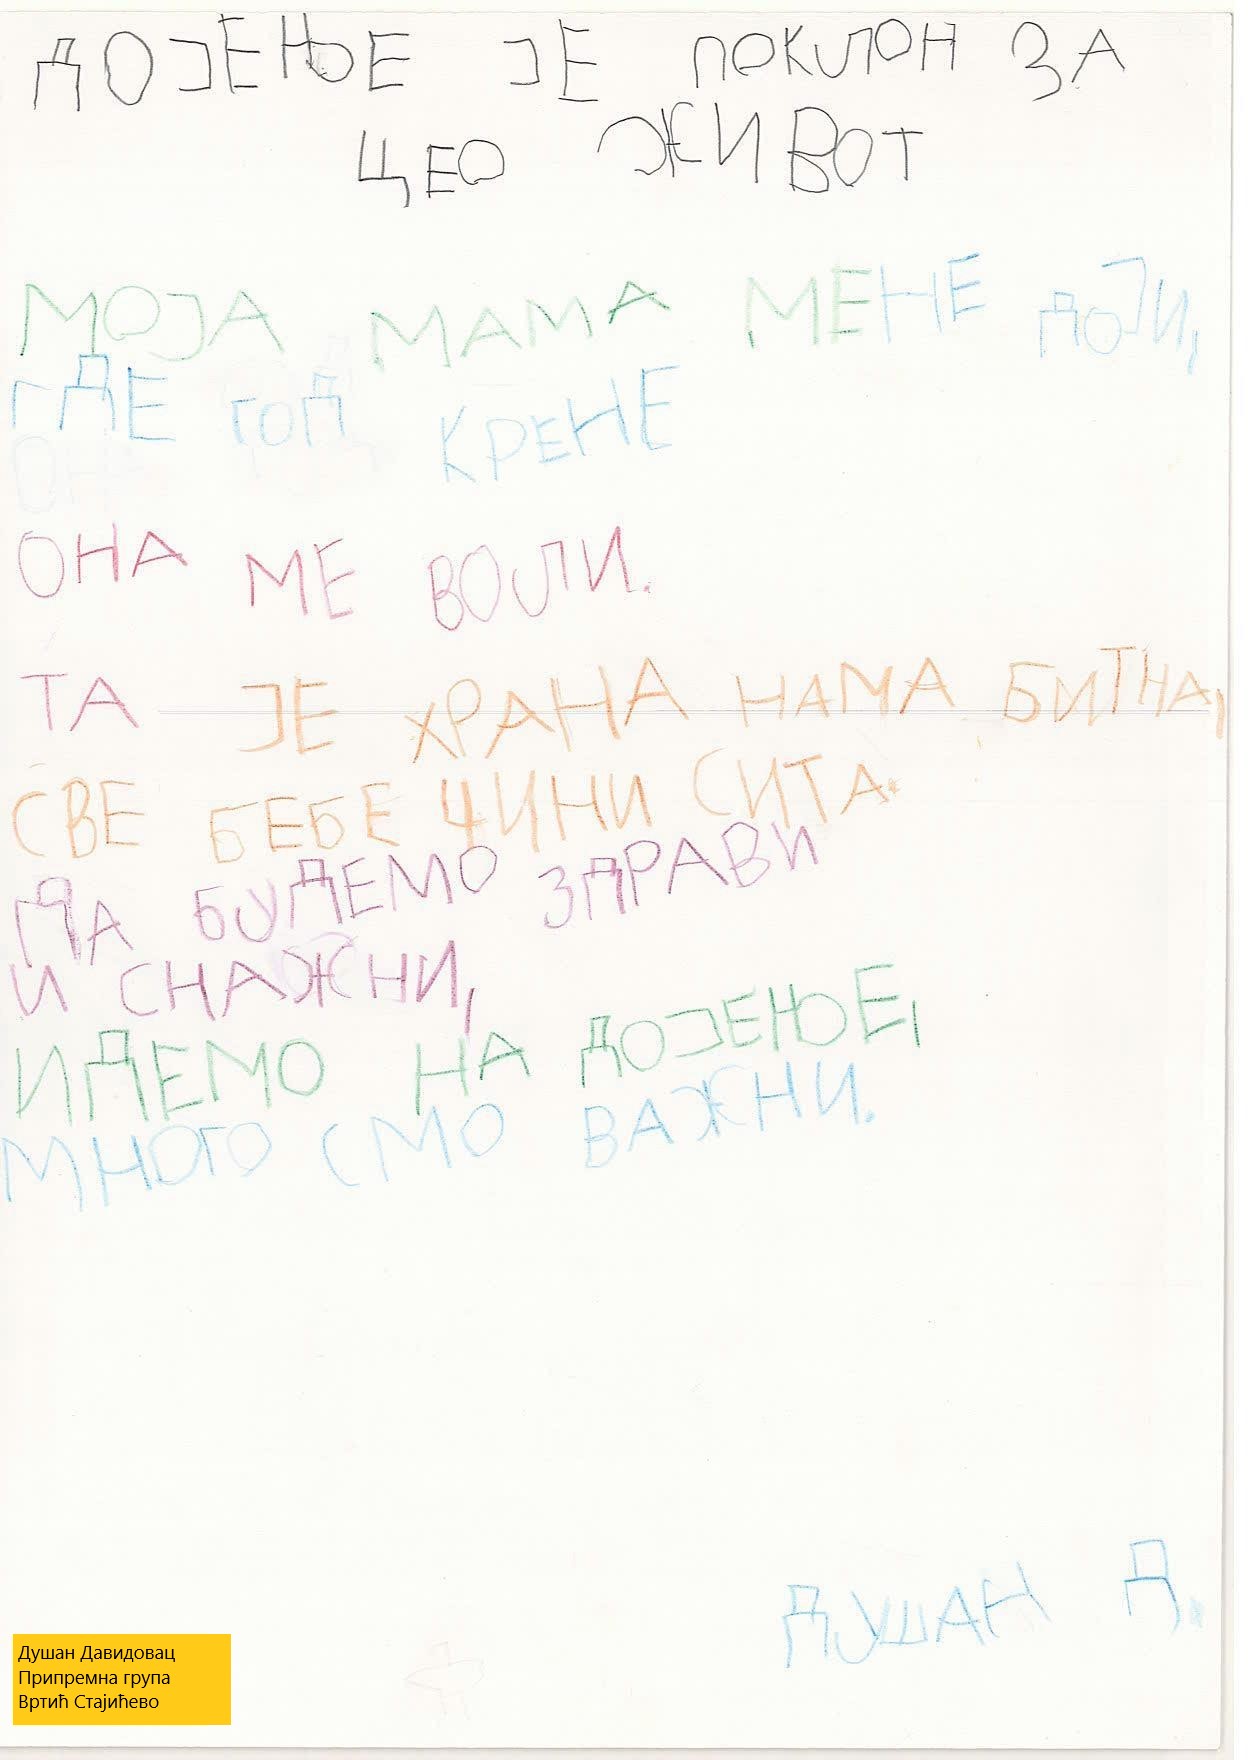 ДОЈЕЊЕ ЈЕ ПОКЛОН ЗА
ЦЕО ЖИВОТ
МОЈА МАМА МЕНЕ ДОЈИ,
ГДЕ ГОД КРЕНЕ
ОНА МЕ ВОЛИ.
ТА ЈЕ ХРАНА НАМА БИТНА,
СВЕ БЕБЕ ЧИНИ СИТА.
ДА БУДЕМО ЗДРАВИ
И СНАЖНИ,
ИДЕМО НА ДОЈЕЊЕ,
МНОГО СМО ВАЖНИ.
ДУШАН Д.
Душан Давидовац
Припремна група
Вртић Стајићево